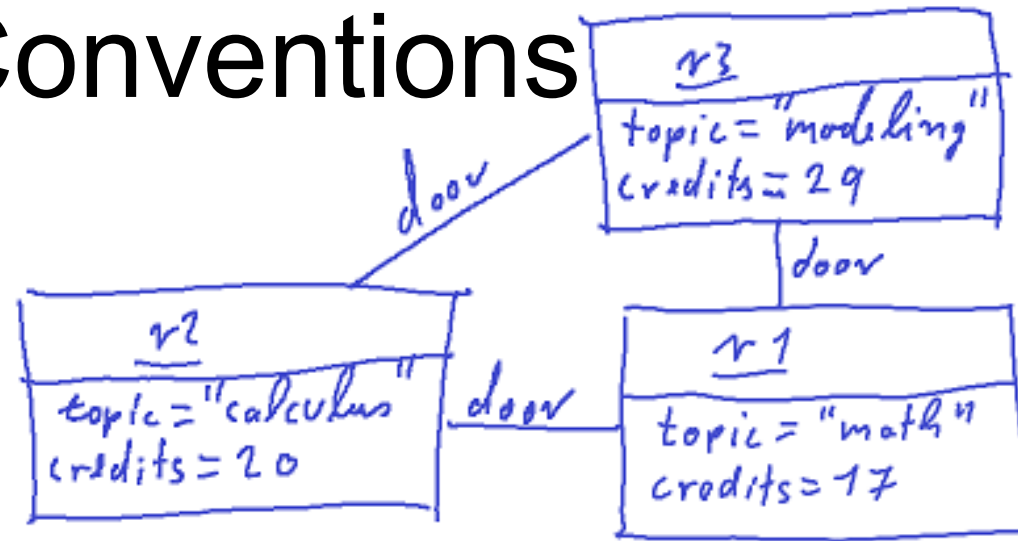 Conventions
r3
topic="modeling"
credits=29
door
door
r2
topic="calculus"
credits=20
door
r1
topic="math"
credits=17